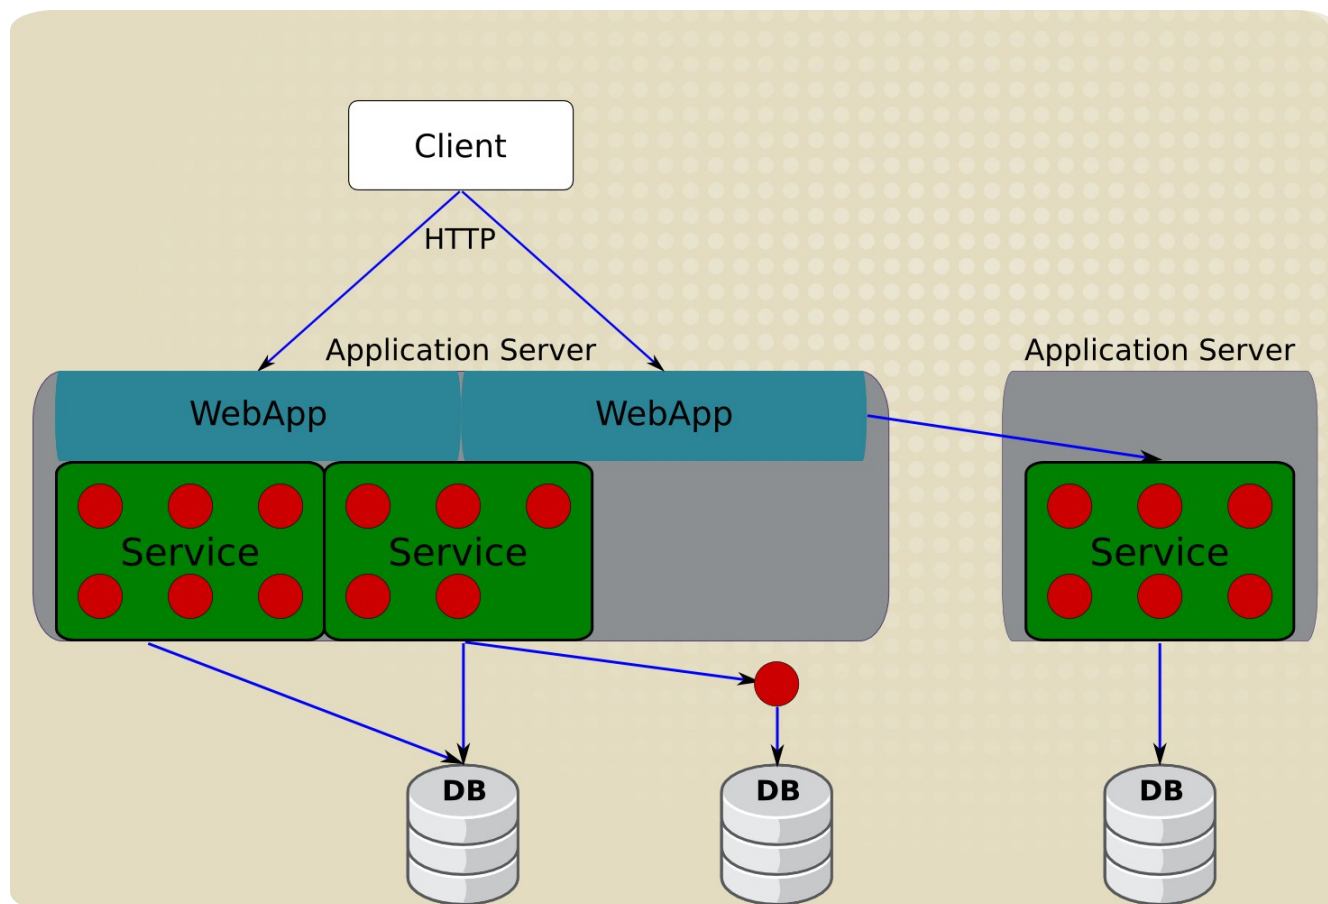 Client
HTTP
Application Server
Application Server
WebApp
WebApp
Service
Service
Service
DB
DB
DB